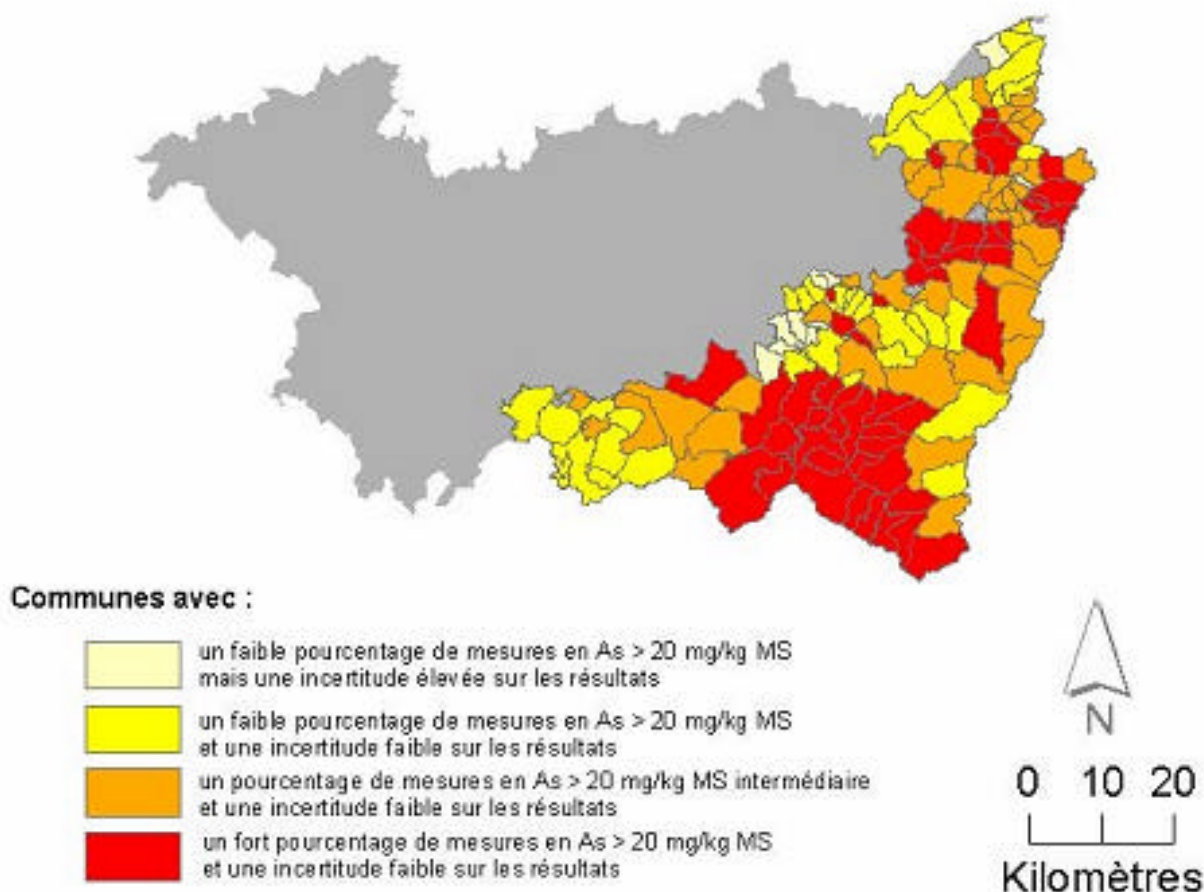 Communes avec :
un faible pourcentage de mesures en As > 20 mg/kg MS
mais une incertitude élevée sur les résultats
un faible pourcentage de mesures en As > 20 mg/kg MS
et une incertitude faible sur les résultats
un pourcentage de mesures en As > 20 mg/kg MS intermédiaire
et une incertitude faible sur les résultats
un fort pourcentage de mesures en As > 20 mg/kg MS
et une incertitude faible sur les résultats
N
0 10 20
Kilomètres